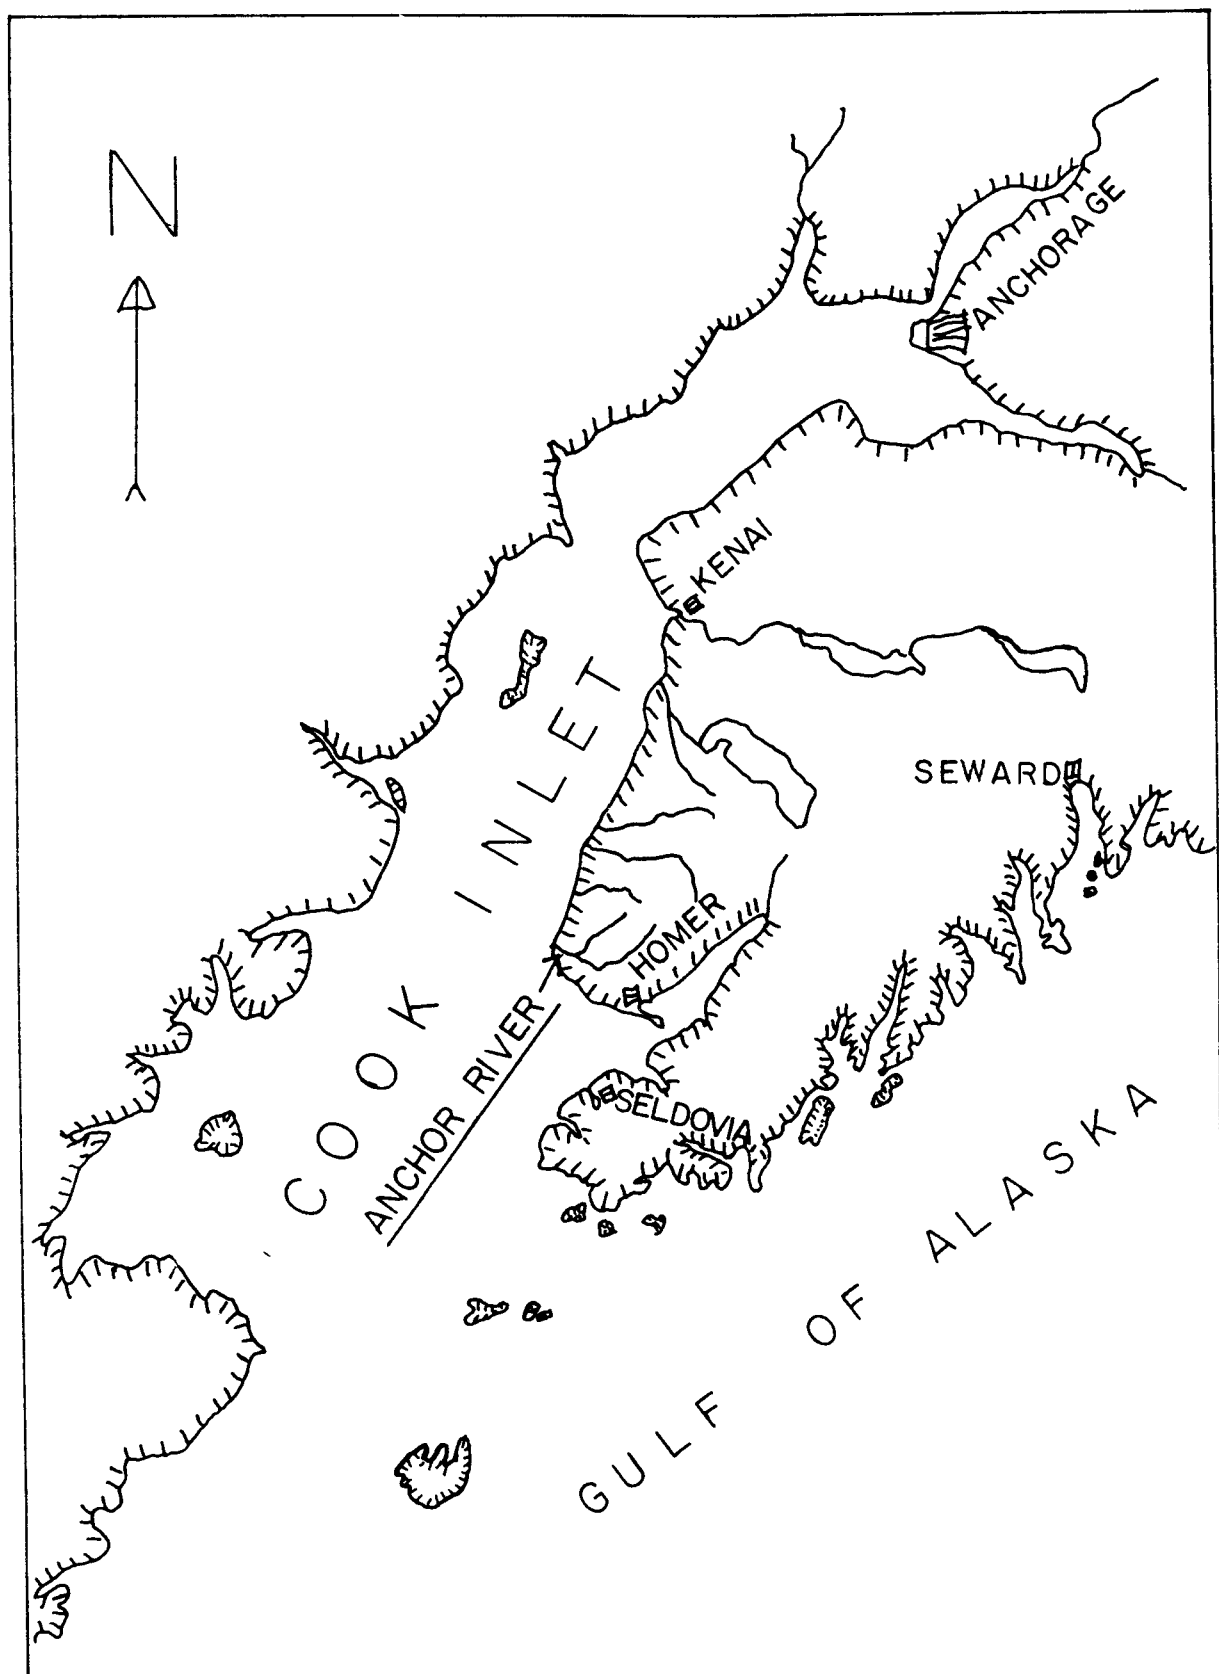 N
ANCHORAGE
KENAI
SEWARD
COOK INLET
HOMER
ANCHOR RIVER
SELDOVIA
GULF OF ALASKA